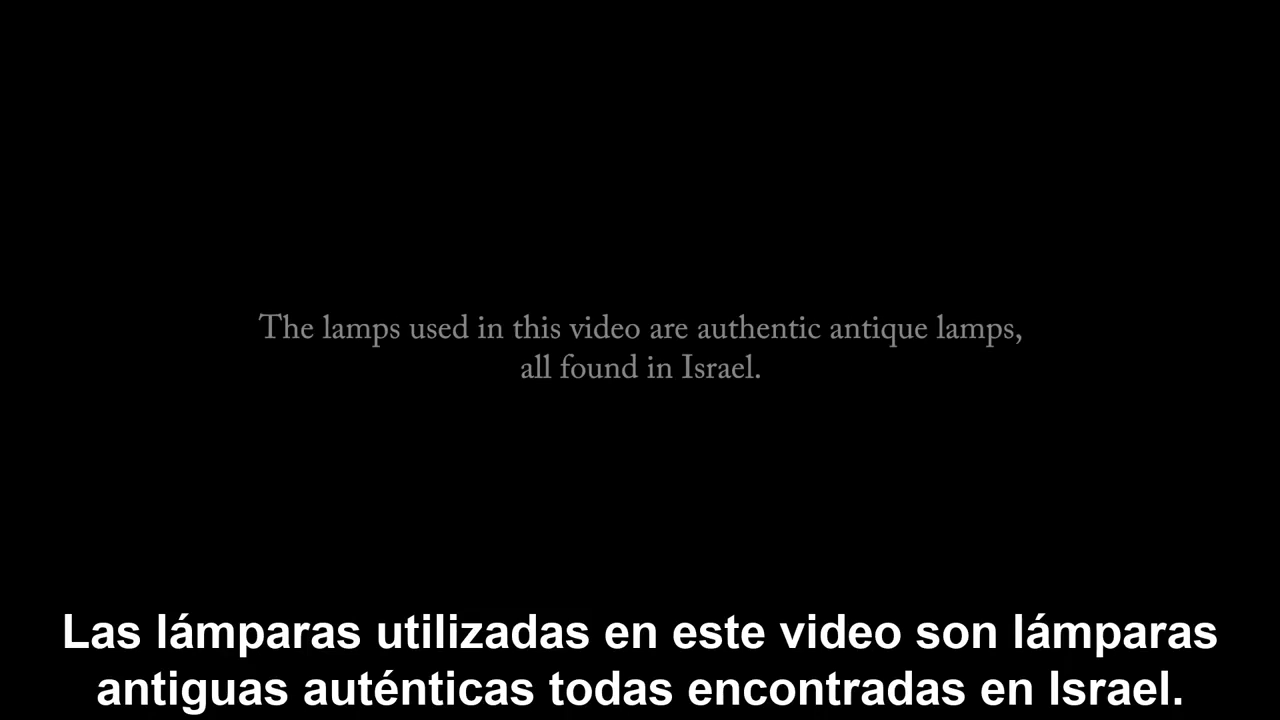 The lamps used in this video are authentic antique lamps,
all found in Israel.
Las lámparas utilizadas en este video son lámparas
antiguas auténticas todas encontradas en Israel.